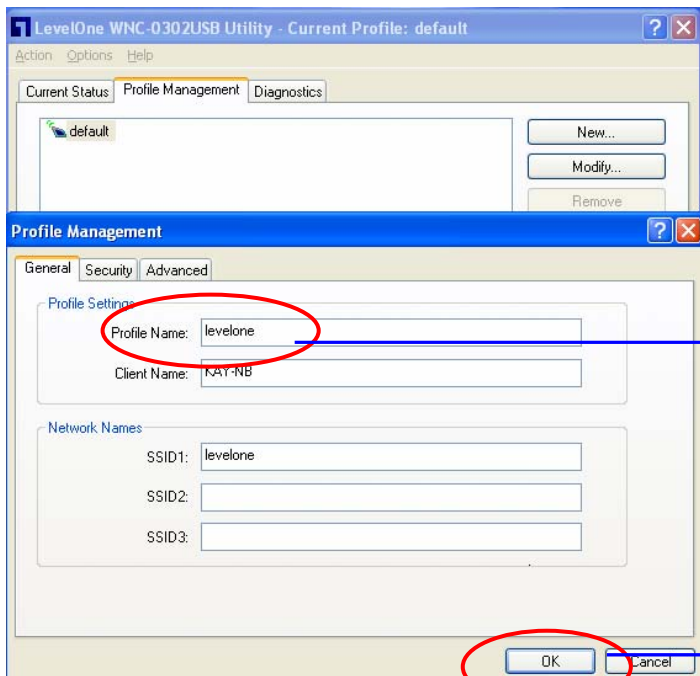 LevelOne WNC-0302USB Utility - Current Profile: default
Action Options Help
Current Status Profile Management Diagnostics
default
New...
Modify...
Remove
Profile Management
General Security Advanced
Profile Settings
Profile Name: levelone
Client Name: KAY-NB
Network Names
SSID1: levelone
SSID2:
SSID3:
OK Cancel